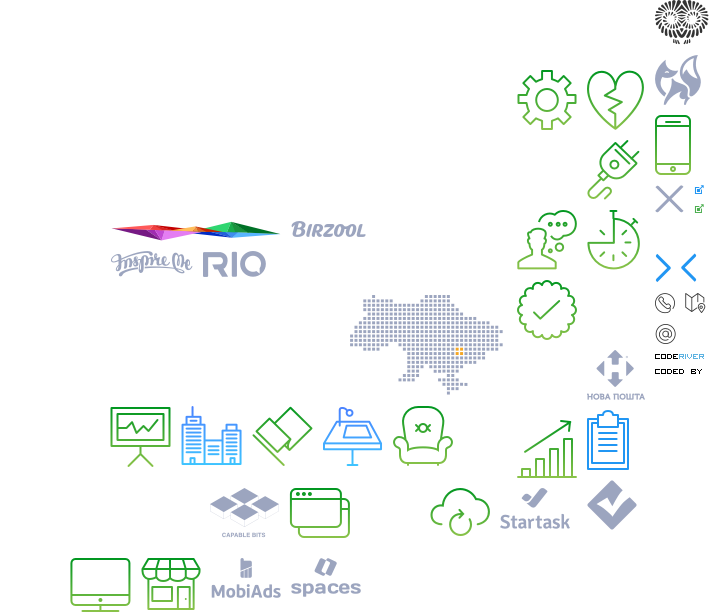 BIRZOOL
Inspire Me
RIO
@
CODERIVER
CODED BY
НОВА ПОШТА
CAPABLE BITS
Startask
MobiAds
spaces